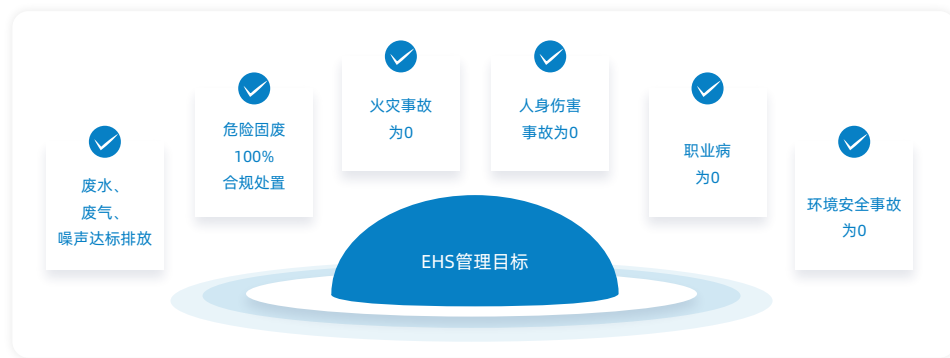 废水、
废气、
噪声达标排放
危险固废
100%
合规处置
火灾事故
为0
人身伤害
事故为0
职业病
为0
环境安全事故
为0
EHS管理目标